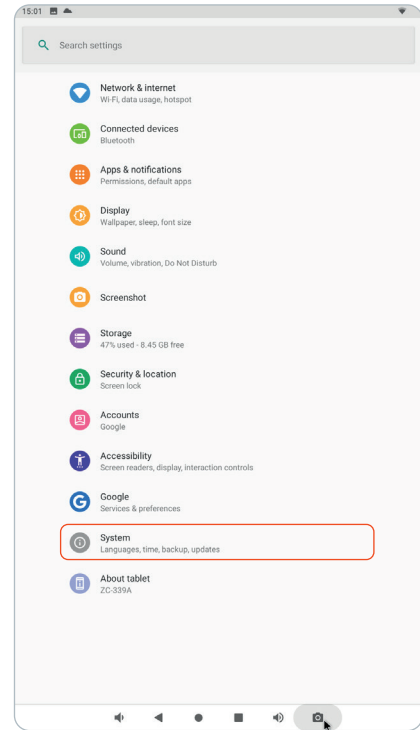 15:01
Search settings
Network & internet
Wi-Fi, data usage, hotspot
Connected devices
Bluetooth
Apps & notifications
Permissions, default apps
Display
Wallpaper, sleep, font size
Sound
Volume, vibration, Do Not Disturb
Screenshot
Storage
47% used - 8.45 GB free
Security & location
Screen lock
Accounts
Google
Accessibility
Screen readers, display, interaction controls
Google
Services & preferences
System
Languages, time, backup, updates
About tablet
ZC-339A